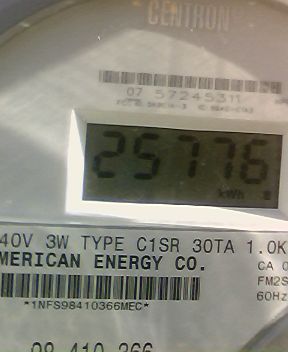 CENTRON
07 57245311
25776
kWh
40V 3W TYPE C1SR 30TA 1.0K
MERICAN ENERGY CO.
CA 0
FM2S
60Hz
*1NFS98410366MEC*
98 410 366